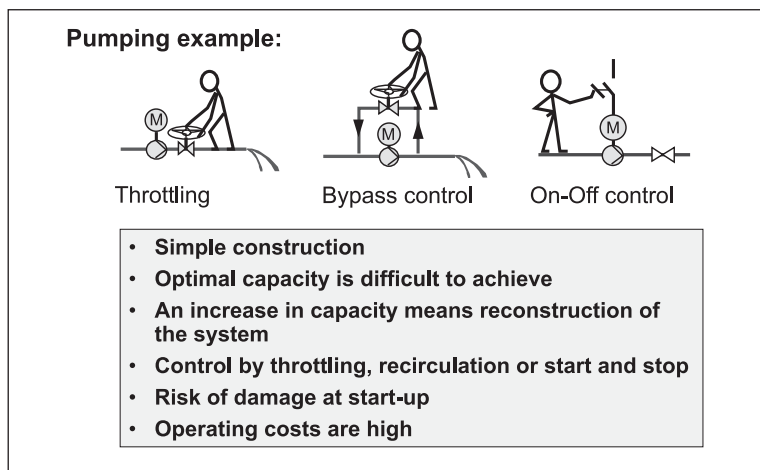 Pumping example:
M
M
M
Throttling
Bypass control
On-Off control
• Simple construction
• Optimal capacity is difficult to achieve
• An increase in capacity means reconstruction of
the system
• Control by throttling, recirculation or start and stop
• Risk of damage at start-up
• Operating costs are high